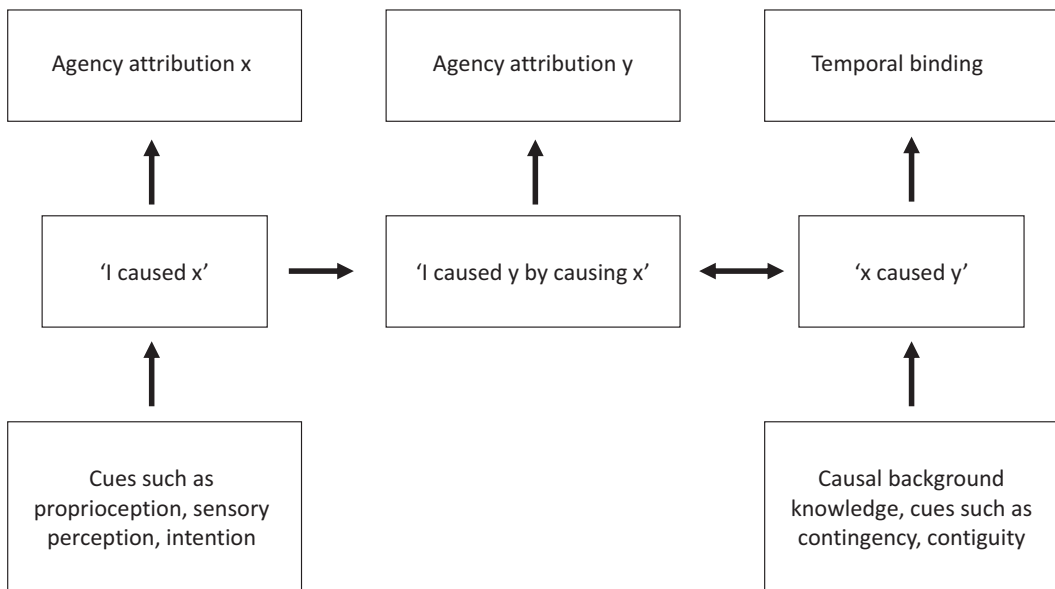 Agency attribution x
Agency attribution y
Temporal binding
‘I caused x’
‘I caused y by causing x’
‘x caused y’
Cues such as
proprioception, sensory
perception, intention
Causal background
knowledge, cues such as
contingency, contiguity